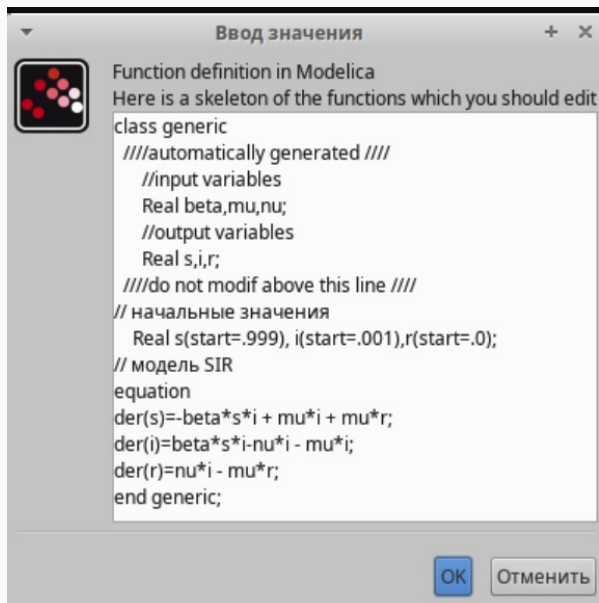 Ввод значения
Function definition in Modelica
Here is a skeleton of the functions which you should edit
class generic
////automatically generated ////
//input variables
Real beta,mu,nu;
//output variables
Real s,i,r;
////do not modif above this line ////
// начальные значения
Real s(start=.999), i(start=.001),r(start=.0);
// модель SIR
equation
der(s)=-beta*s*i + mu*i + mu*r;
der(i)=beta*s*i-nu*i - mu*i;
der(r)=nu*i - mu*r;
end generic;
OK Отменить